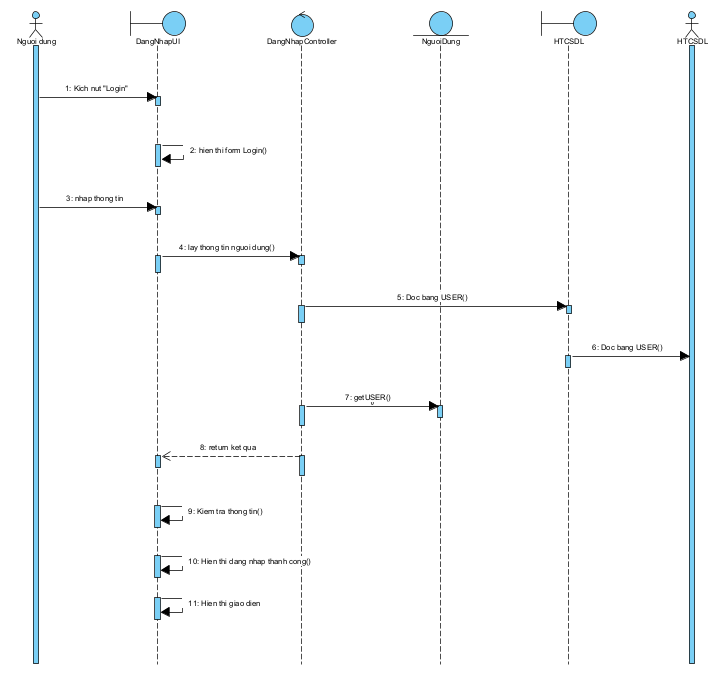 Nguoi dung
DangNhapUI
DangNhapController
NguoiDung
HTCSDL
HTCSDL
1: Kich nut "Login"
2: hien thi form Login()
3: nhap thong tin
4: lay thong tin nguoi dung()
5: Doc bang USER()
6: Doc bang USER()
7: getUSER()
8: return ket qua
9: Kiem tra thong tin()
10: Hien thi dang nhap thanh cong()
11: Hien thi giao dien